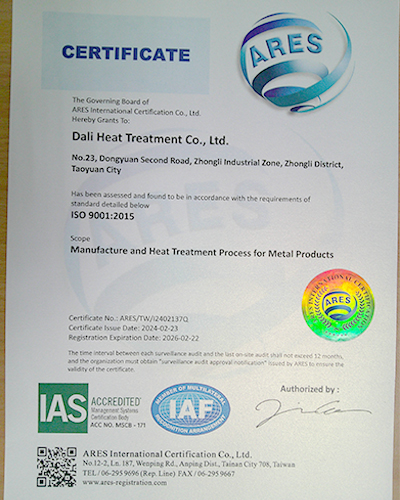 CERTIFICATE
ARES
The Governing Board of
ARES International Certification Co., Ltd.
Hereby Grants To:
Dali Heat Treatment Co., Ltd.
No.23, Dongyuan Second Road, Zhongli Industrial Zone, Zhongli District,
Taoyuan City
Has been assessed and found to be in accordance with the requirements of
standard detailed below
ISO 9001:2015
Scope
Manufacture and Heat Treatment Process for Metal Products
ARES
Certificate No.: ARES/TW/I2402137Q
Certificate Issue Date: 2024-02-23
Registration Expiration Date: 2026-02-22
The time interval between each surveillance audit and the last on-site audit shall not exceed 12 months,
and the organization must obtain "surveillance audit approval notification" issued by ARES to ensure the
validity of the certificate.
IAS
ACCREDITED
Management Systems
Certification Body
ACC NO. MSCB - 171
MEMBER OF MULTILATERAL
IAF
RECOGNITION ARRANGEMENT
Authorized by :
ARES International Certification Co., Ltd.
No.12-2, Ln. 187, Wenping Rd., Anping Dist., Tainan City 708, Taiwan
TEL / 06-295 9696 (Rep. Line) FAX / 06-295 9667
www.ares-registration.com